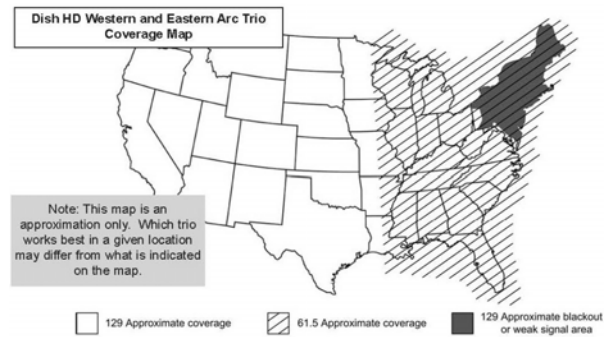 Dish HD Western and Eastern Arc Trio
Coverage Map
Note: This map is an
approximation only. Which trio
works best in a given location
may differ from what is indicated
on the map.
129 Approximate coverage
61.5 Approximate coverage
129 Approximate blackout
or weak signal area